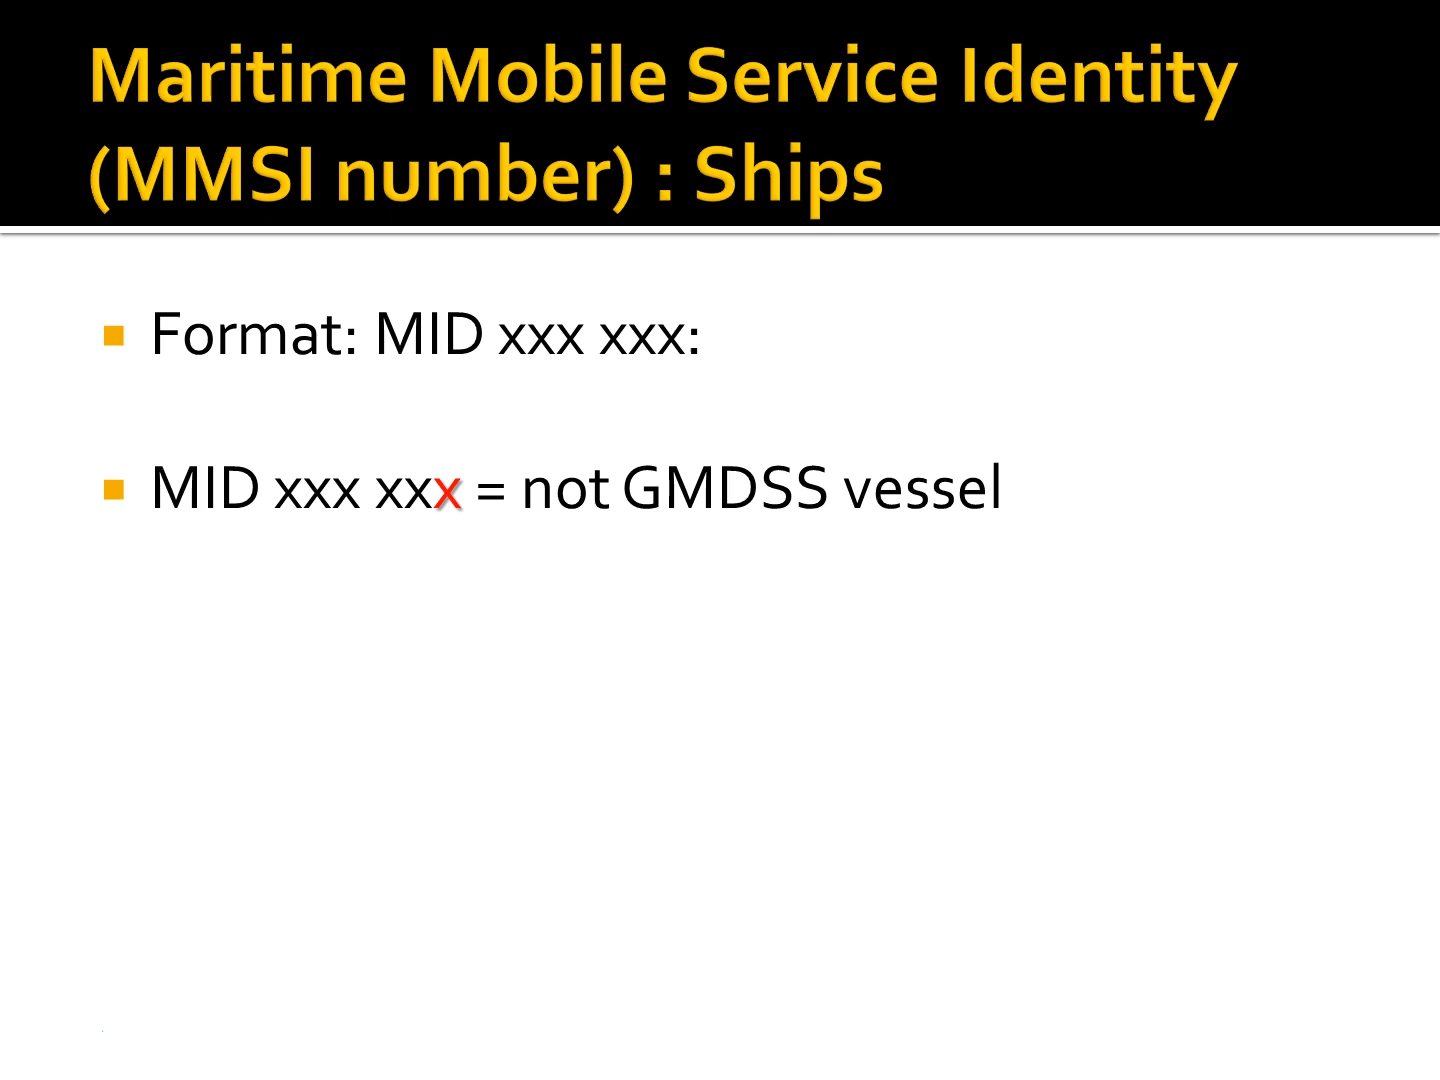 Maritime Mobile Service Identity
(MMSI number) : Ships
Format: MID xxx xxx:
MID xxx xxx = not GMDSS vessel